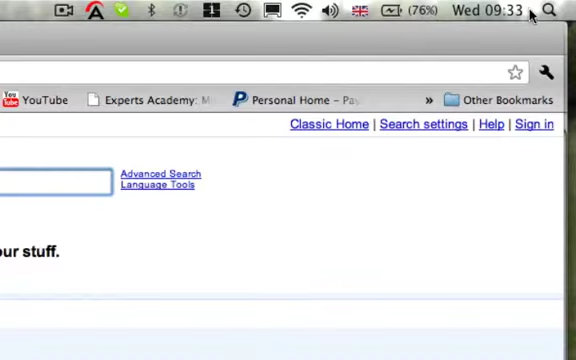 (76%) Wed 09:33
YouTube Experts Academy: M Personal Home – Pay » Other Bookmarks
Classic Home | Search settings | Help | Sign in
Advanced Search
Language Tools
our stuff.